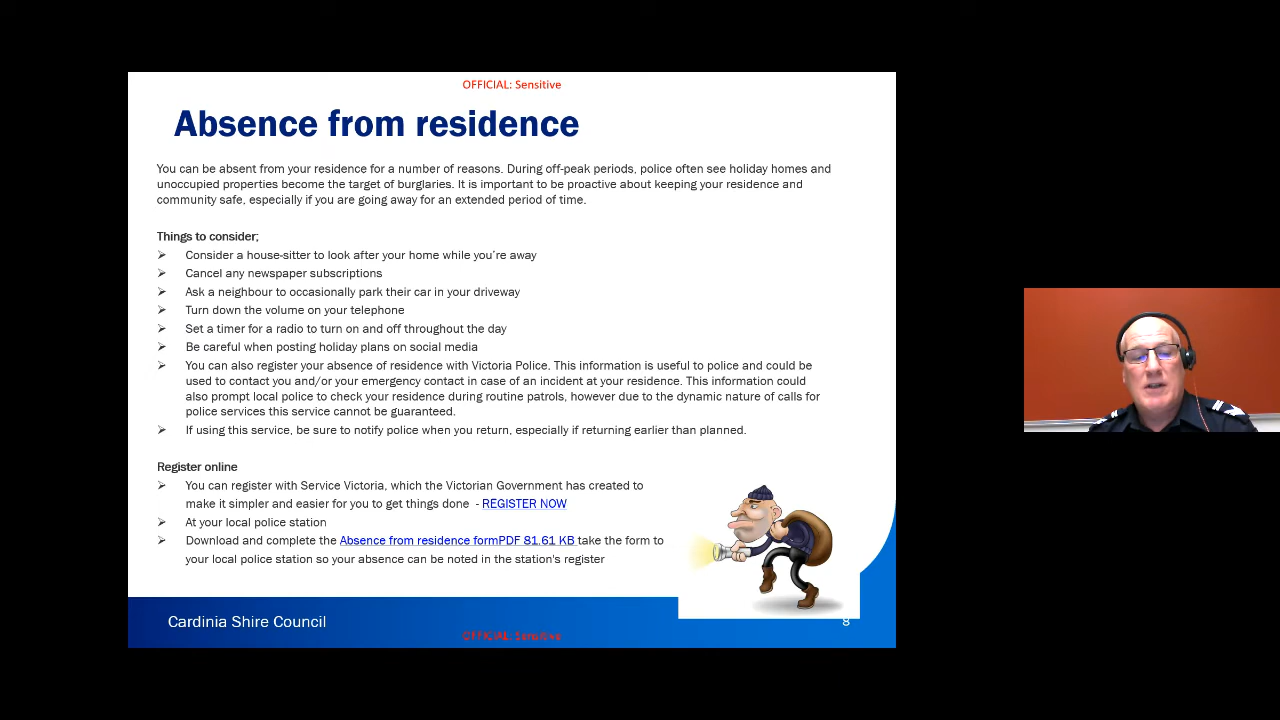 OFFICIAL: Sensitive
Absence from residence
You can be absent from your residence for a number of reasons. During off-peak periods, police often see holiday homes and
unoccupied properties become the target of burglaries. It is important to be proactive about keeping your residence and
community safe, especially if you are going away for an extended period of time.
Things to consider;
Consider a house-sitter to look after your home while you're away
Cancel any newspaper subscriptions
Ask a neighbour to occasionally park their car in your driveway
Turn down the volume on your telephone
Set a timer for a radio to turn on and off throughout the day
Be careful when posting holiday plans on social media
You can also register your absence of residence with Victoria Police. This information is useful to police and could be
used to contact you and/or your emergency contact in case of an incident at your residence. This information could
also prompt local police to check your residence during routine patrols, however due to the dynamic nature of calls for
police services this service cannot be guaranteed.
If using this service, be sure to notify police when you return, especially if returning earlier than planned.
Register online
You can register with Service Victoria, which the Victorian Government has created to
make it simpler and easier for you to get things done - REGISTER NOW
At your local police station
Download and complete the Absence from residence formPDF 81.61 KB take the form to
your local police station so your absence can be noted in the station's register
Cardinia Shire Council
8
OFFICIAL: Sensitive